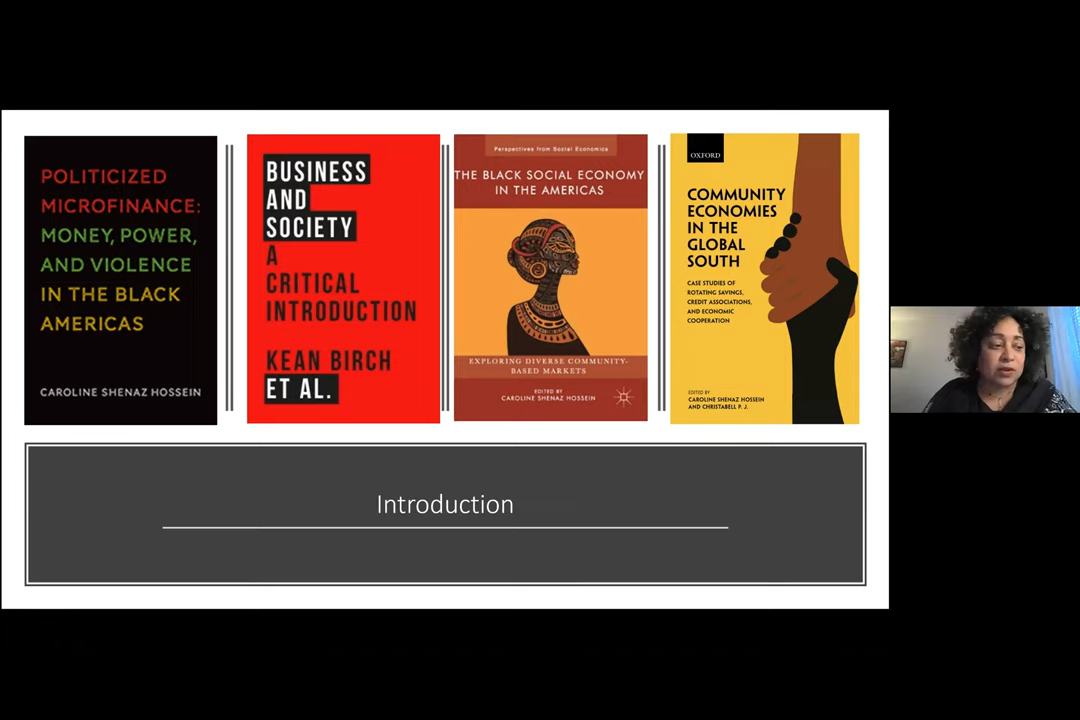 POLITICIZED
MICROFINANCE:
MONEY, POWER,
AND VIOLENCE
IN THE BLACK
AMERICAS
CAROLINE SHENAZ HOSSEIN
BUSINESS
AND
SOCIETY
A
CRITICAL
INTRODUCTION
KEAN BIRCH
ET AL.
Perspectives from Social Economics
THE BLACK SOCIAL ECONOMY
IN THE AMERICAS
EXPLORING DIVERSE COMMUNITY-
BASED MARKETS
EDITED BY
CAROLINE SHENAZ HOSSEIN
OXFORD
COMMUNITY
ECONOMIES
IN THE
GLOBAL
SOUTH
CASE STUDIES OF
ROTATING SAVINGS,
CREDIT ASSOCIATIONS,
AND ECONOMIC
COOPERATION
EDITED BY
CAROLINE SHENAZ HOSSEIN
AND CHRISTABELL P. J.
Introduction